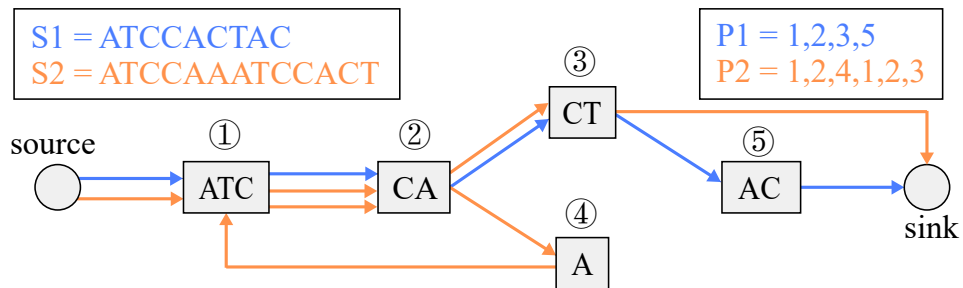 S1 = ATCCACTAC
S2 = ATCCAAATCCACT
P1 = 1,2,3,5
P2 = 1,2,4,1,2,3
source
①
ATC
②
CA
③
CT
④
A
⑤
AC
sink